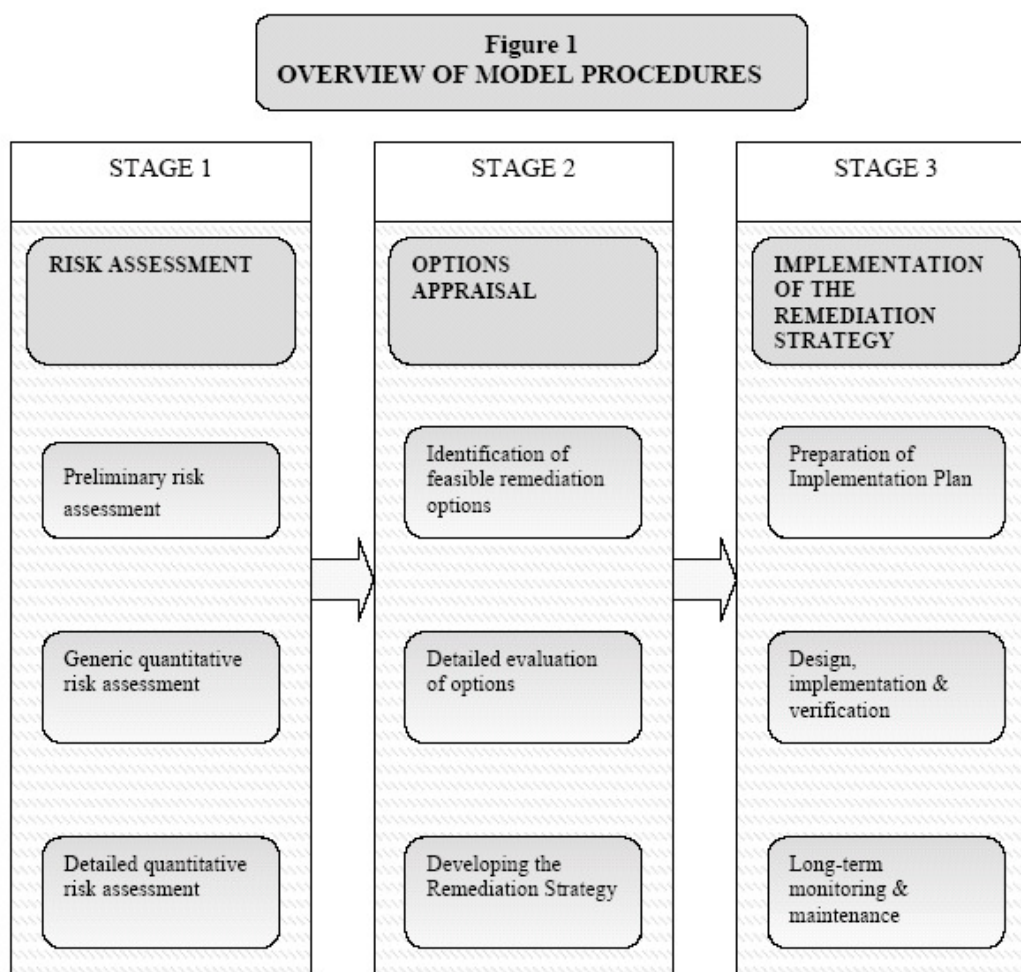 Figure 1
OVERVIEW OF MODEL PROCEDURES
STAGE 1
RISK ASSESSMENT
Preliminary risk
assessment
Generic quantitative
risk assessment
Detailed quantitative
risk assessment
STAGE 2
OPTIONS
APPRAISAL
Identification of
feasible remediation
options
Detailed evaluation
of options
Developing the
Remediation Strategy
STAGE 3
IMPLEMENTATION
OF THE
REMEDIATION
STRATEGY
Preparation of
Implementation Plan
Design,
implementation &
verification
Long-term
monitoring &
maintenance